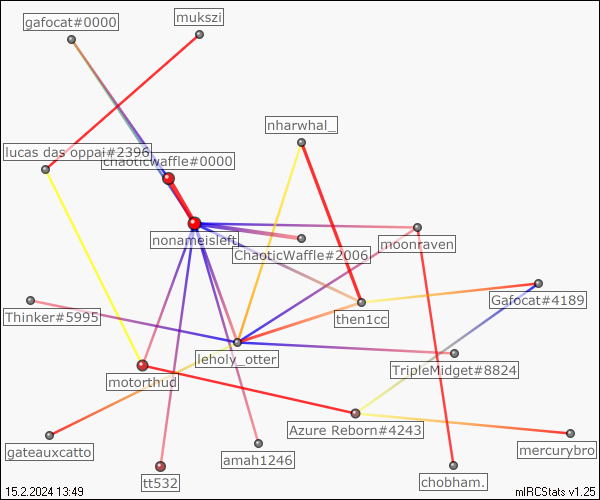 gafocat#0000
mukszi
nharwhal_
lucas das oppai#2396
chaoticwaffle#0000
nonameisleft
ChaoticWaffle#2006
moonraven
Gafocat#4189
Thinker#5995
then1cc
leholy_otter
TripleMidget#8824
motorthud
Azure Reborn#4243
gateauxcatto
amah1246
mercurybro
tt532
chobham.
15.2.2024 13:49
mIRCStats v1.25